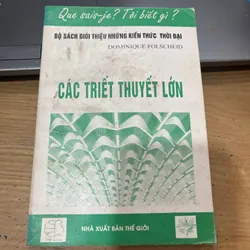 Que sais-je? Tôi biết gì?
BỘ SÁCH GIỚI THIỆU NHỮNG KIẾN THỨC THỜI ĐẠI
DOMINIQUE FOLSCHEID
CÁC TRIẾT THUYẾT LỚN
NHÀ XUẤT BẢN THẾ GIỚI